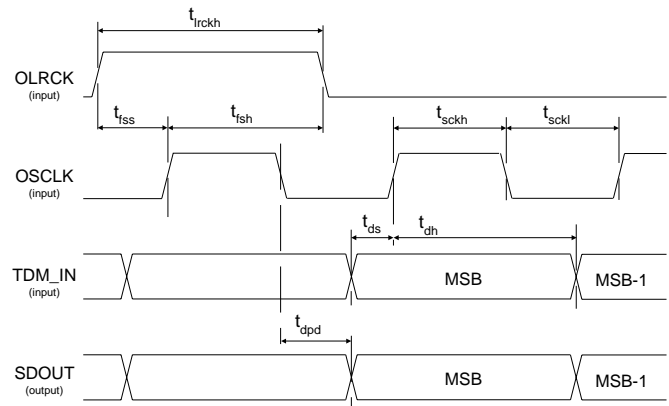 t_lrckh
OLRCK
(input)
t_fss
t_fsh
t_sckh
t_sckl
OSCLK
(input)
t_ds
t_dh
TDM_IN
(input)
MSB
MSB-1
t_dpd
SDOUT
(output)
MSB
MSB-1